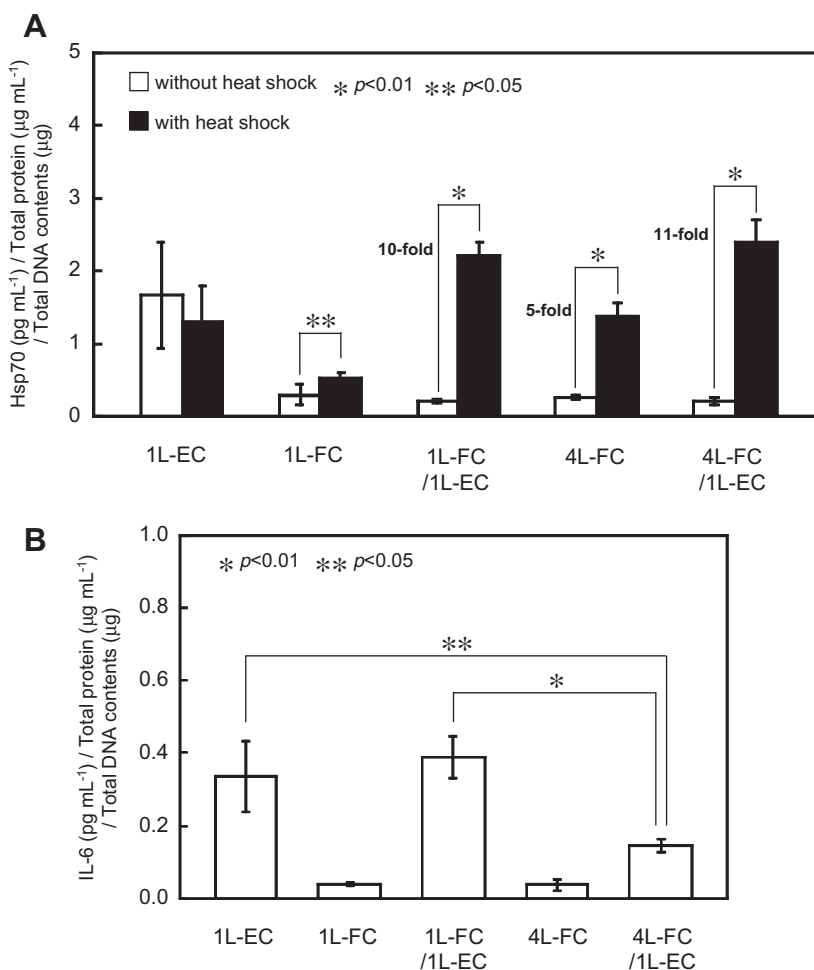 A
5
without heat shock * p<0.01 ** p<0.05
with heat shock
4
3
2
1
0
Hsp70 (pg mL-1) / Total protein (μg mL-1)
/ Total DNA contents (μg)
**
10-fold
*
5-fold
*
11-fold
*
1L-EC
1L-FC
1L-FC
/1L-EC
4L-FC
4L-FC
/1L-EC
B
1.0
* p<0.01 ** p<0.05
0.8
0.6
0.4
0.2
0.0
IL-6 (pg mL-1) / Total protein (μg mL-1)
/ Total DNA contents (μg)
**
*
1L-EC
1L-FC
1L-FC
/1L-EC
4L-FC
4L-FC
/1L-EC